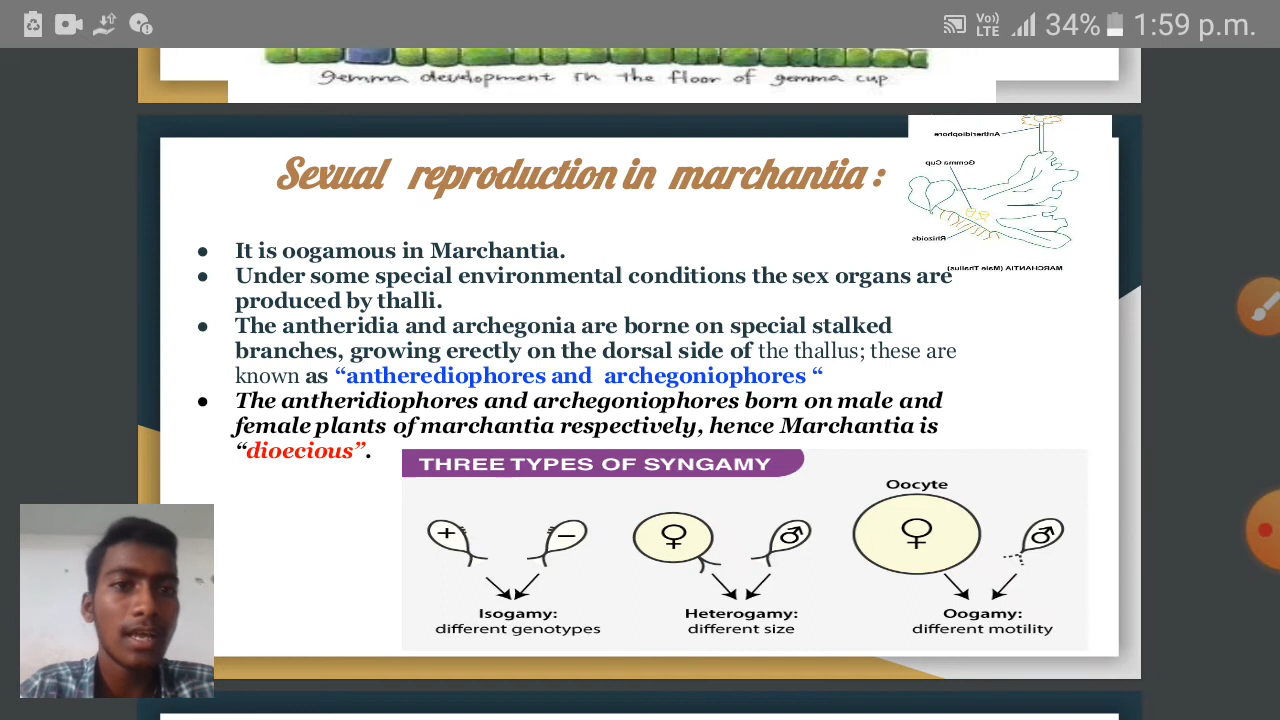 Vo))
LTE
34%
1:59 p.m.
gemma development in the floor of gemma cup
Sexual reproduction in marchantia :
Antheridiophore
Gemma Cup
Rhizoids
MARCHANTIA (Male Thallus)
● It is oogamous in Marchantia.
● Under some special environmental conditions the sex organs are
produced by thalli.
● The antheridia and archegonia are borne on special stalked
branches, growing erectly on the dorsal side of the thallus; these are
known as “antherediophores and archegoniophores “
● The antheridiophores and archegoniophores born on male and
female plants of marchantia respectively, hence Marchantia is
“dioecious”.
THREE TYPES OF SYNGAMY
Oocyte
+ − ♀ ♂ ♀ ♂
Isogamy: Heterogamy: Oogamy:
different genotypes different size different motility